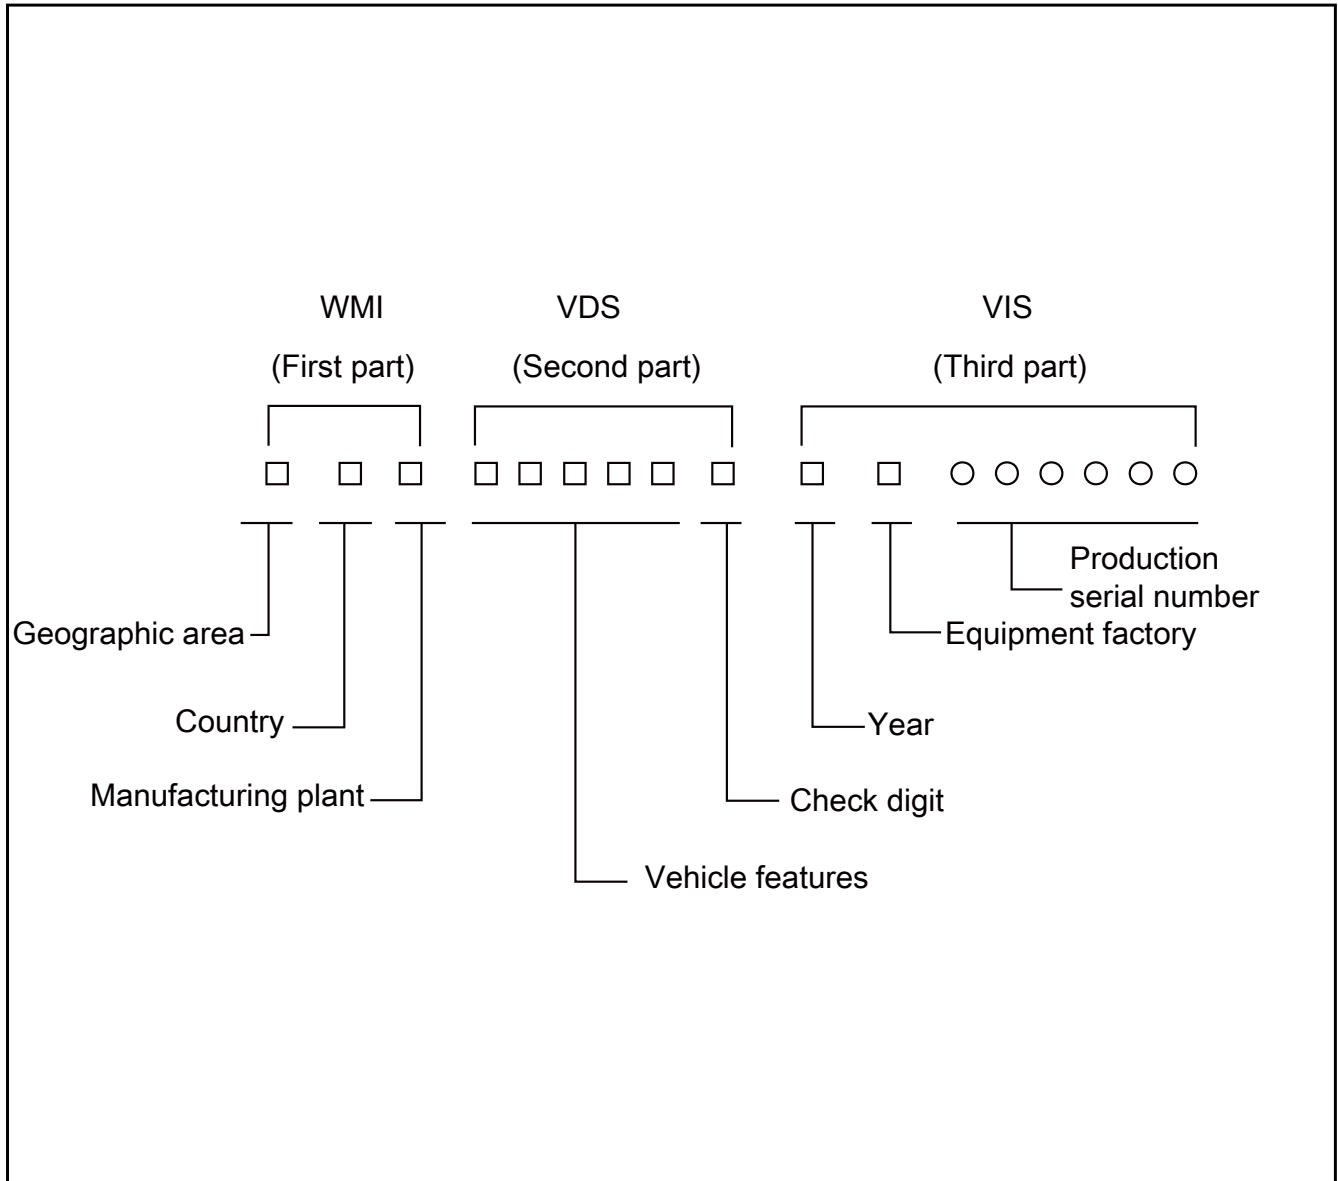 WMI
VDS
VIS
(First part)
(Second part)
(Third part)
Production
serial number
Geographic area
Equipment factory
Country
Year
Manufacturing plant
Check digit
Vehicle features